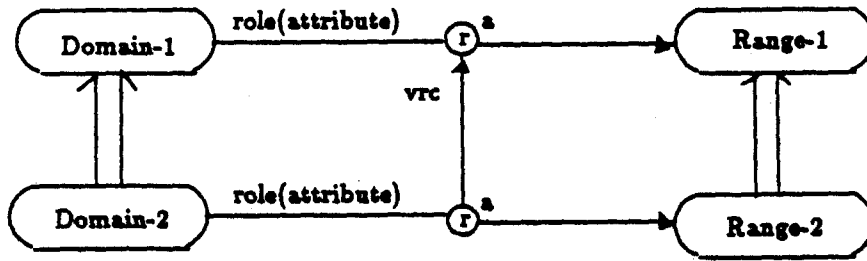 Domain-1 role(attribute) r a Range-1
vrc
Domain-2 role(attribute) r a Range-2